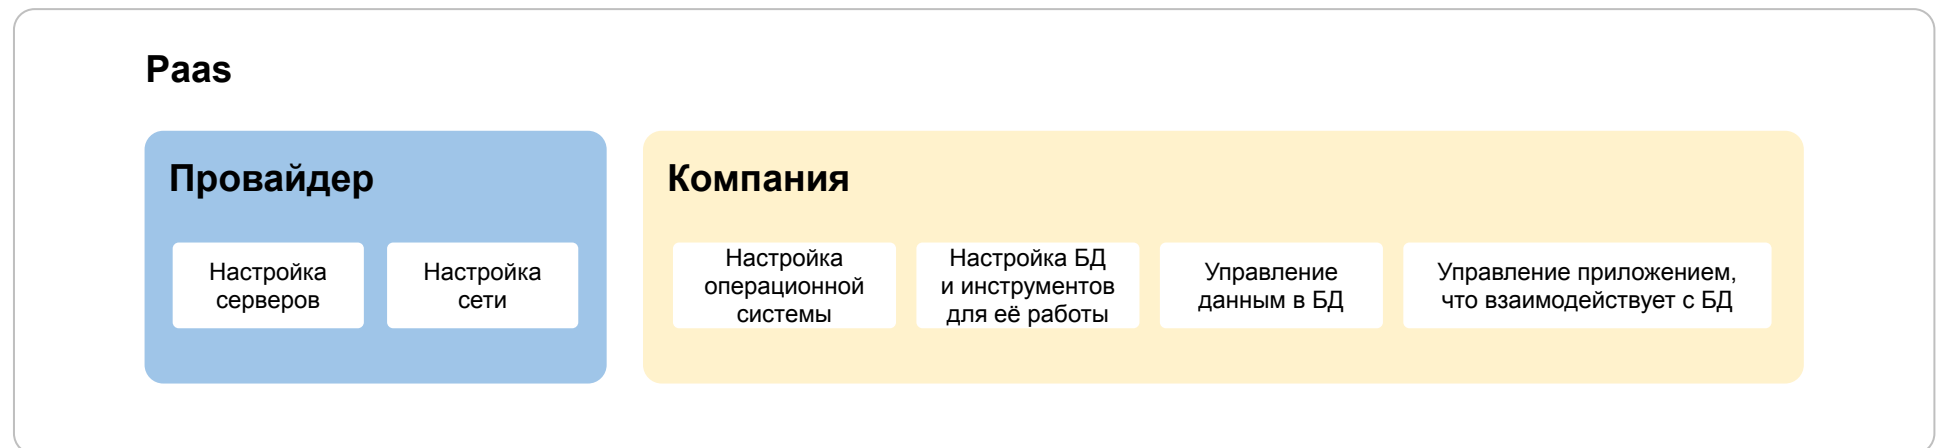 Paas
Провайдер
Настройка
серверов
Настройка
сети
Компания
Настройка
операционной
системы
Настройка БД
и инструментов
для её работы
Управление
данным в БД
Управление приложением,
что взаимодействует с БД